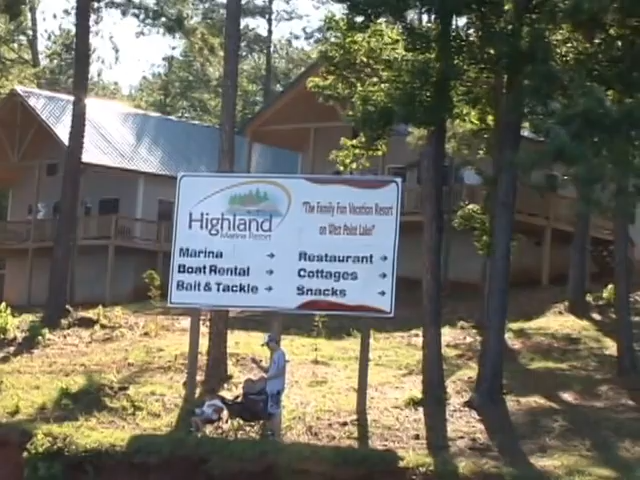 Highland
Marina Resort
"The Family Fun Vacation Resort
on West Point Lake!"
Marina
Boat Rental
Bait & Tackle
Restaurant
Cottages
Snacks